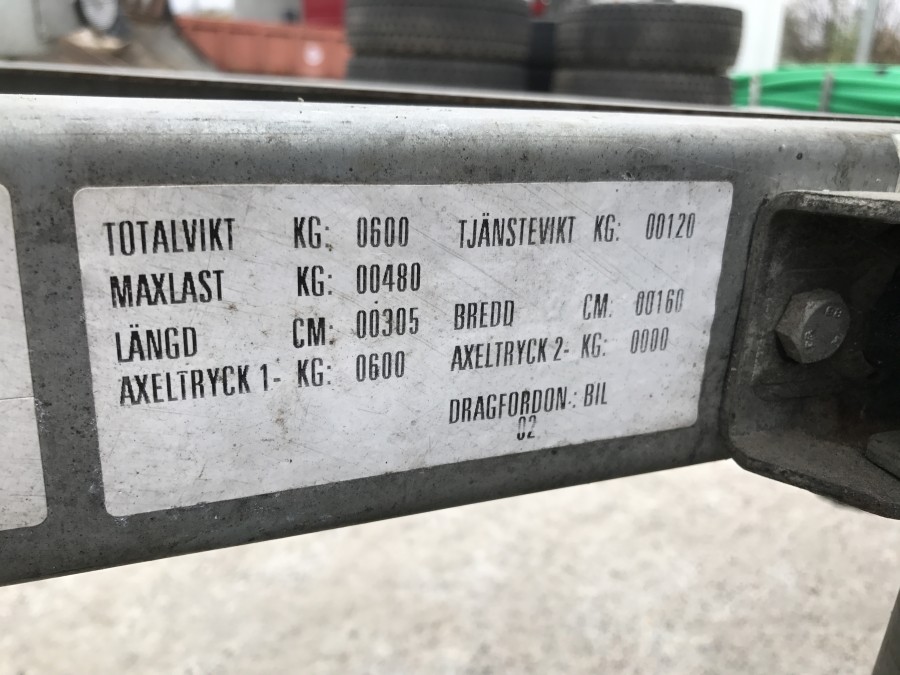 TOTALVIKT KG: 0600 TJÄNSTEVIKT KG: 00120
MAXLAST KG: 00480
LÄNGD CM: 00305 BREDD CM: 00160
AXELTRYCK 1- KG: 0600 AXELTRYCK 2- KG: 0000
DRAGFORDON: BIL
02